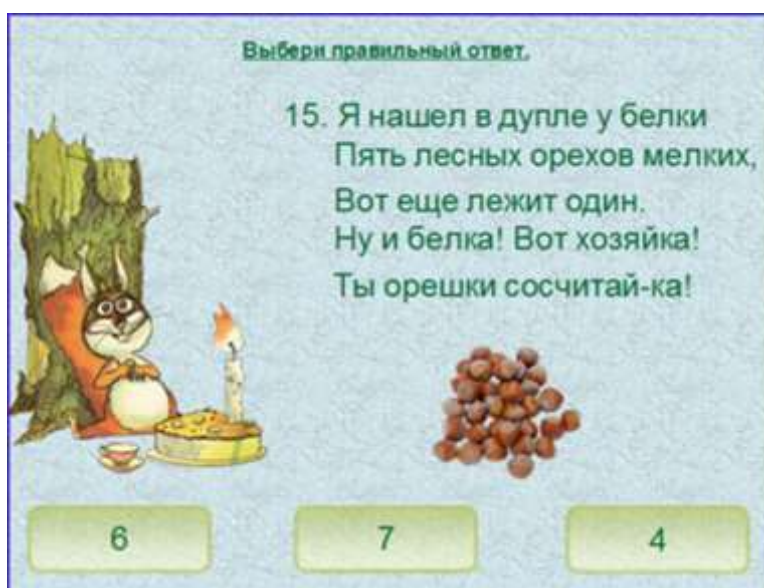 Выбери правильный ответ.
15. Я нашел в дупле у белки
Пять лесных орехов мелких,
Вот еще лежит один.
Ну и белка! Вот хозяйка!
Ты орешки сосчитай-ка!
6 7 4